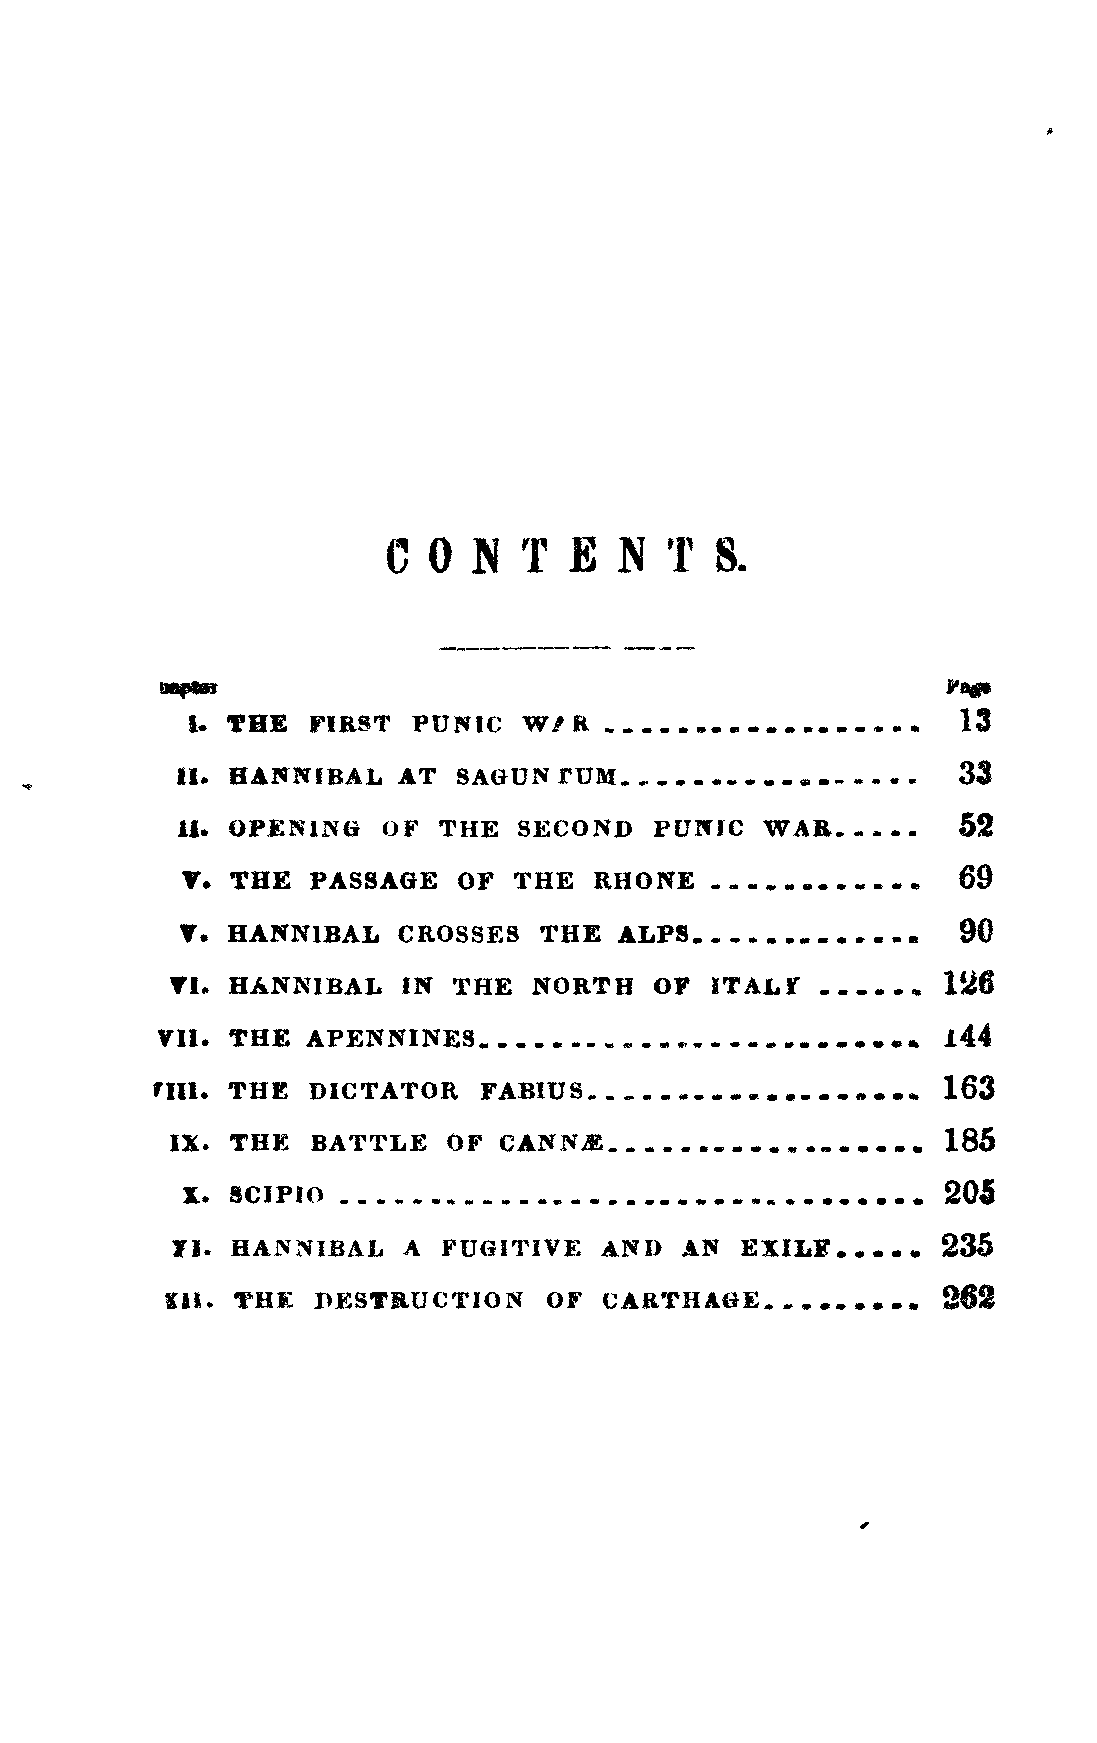 CONTENTS.
Chapter Page
I. THE FIRST PUNIC WAR .................. 13
II. HANNIBAL AT SAGUNTUM................. 33
II. OPENING OF THE SECOND PUNIC WAR..... 52
V. THE PASSAGE OF THE RHONE ............ 69
V. HANNIBAL CROSSES THE ALPS............. 90
VI. HANNIBAL IN THE NORTH OF ITALY ...... 126
VII. THE APENNINES......................... 144
VIII. THE DICTATOR FABIUS................... 163
IX. THE BATTLE OF CANNÆ.................. 185
X. SCIPIO ................................. 205
XI. HANNIBAL A FUGITIVE AND AN EXILE..... 235
XII. THE DESTRUCTION OF CARTHAGE......... 262